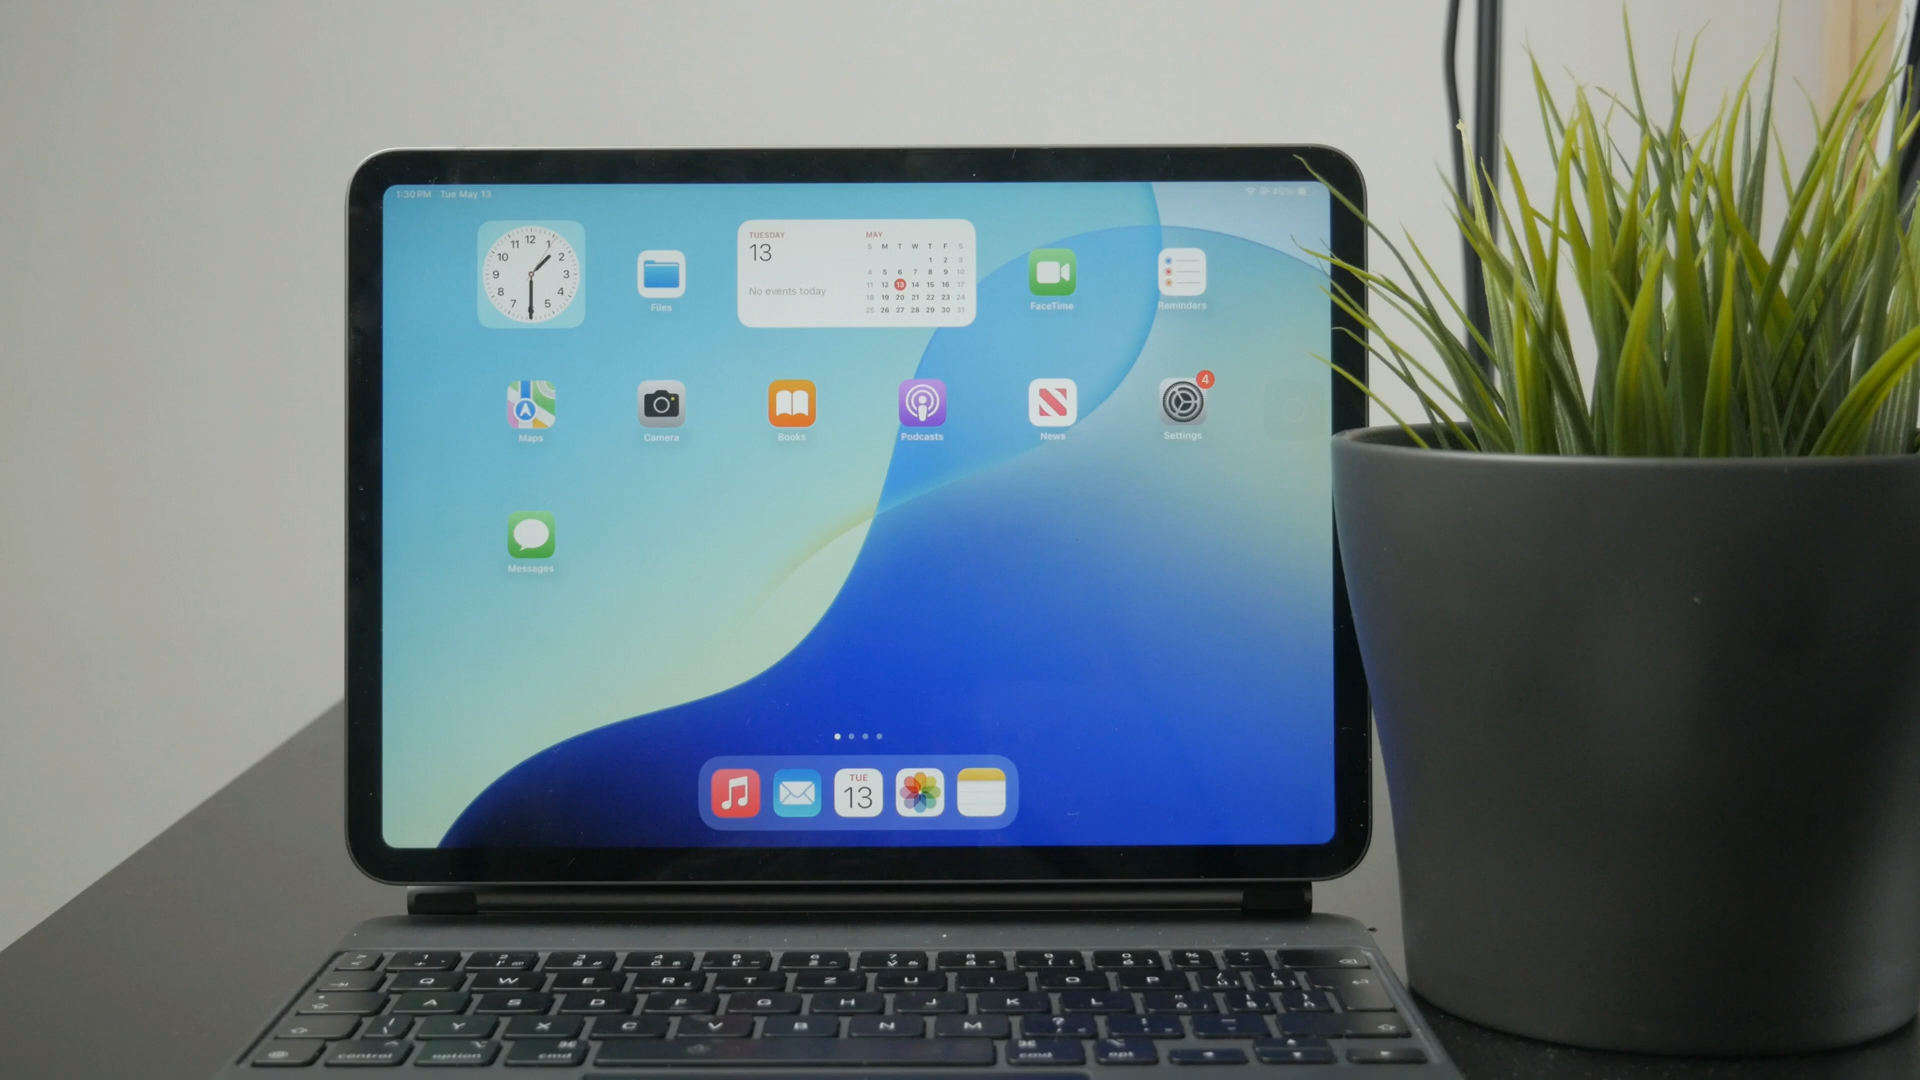 1:30 PM Tue May 13
45%
11 12 1
10 2
9 3
8 4
7 5
Files
TUESDAY
13
No events today
MAY
S M T W T F S
1 2 3
4 5 6 7 8 9 10
11 12 13 14 15 16 17
18 19 20 21 22 23 24
25 26 27 28 29 30 31
FaceTime
Reminders
Maps
Camera
Books
Podcasts
News
4
Settings
Messages
TUE
13
Q W E R T Z U I O P
A S D F G H J K L
Y X C V B N M
control option cmd cmd opt